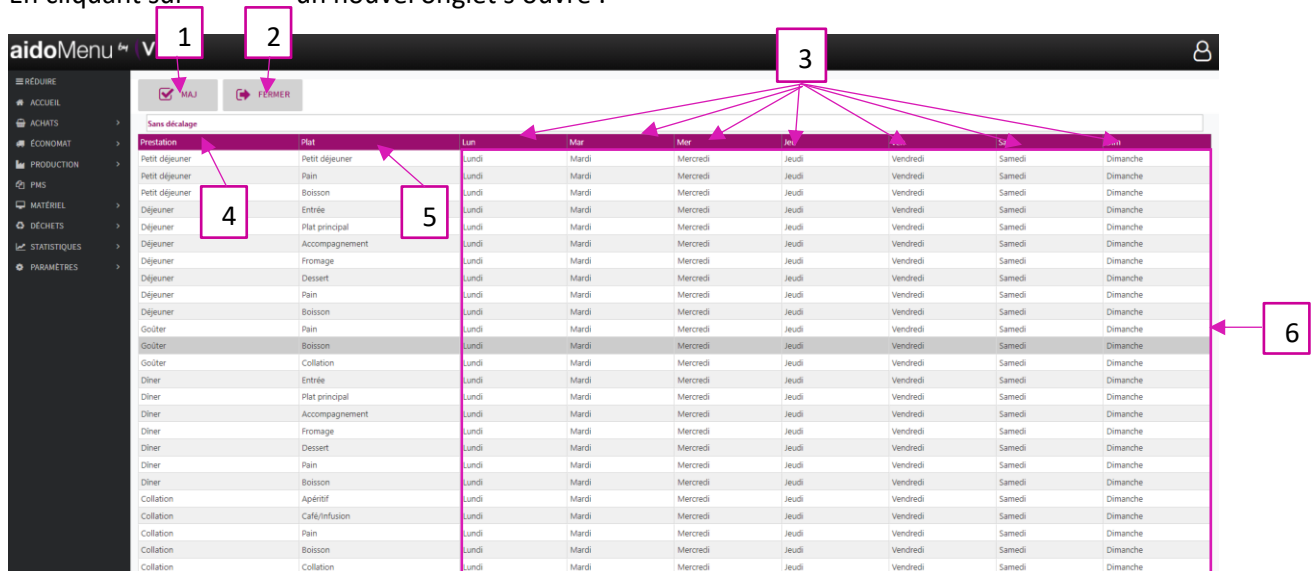 En cliquant sur un nouvel onglet s'ouvre :
1 2 3
aidoMenu by V
RÉDUIRE
ACCUEIL
ACHATS
ÉCONOMAT
PRODUCTION
PMS
MATÉRIEL
DÉCHETS
STATISTIQUES
PARAMÈTRES
MAJ FERMER
Sans décalage
Prestation Plat Lun Mar Mer Jeu
Petit déjeuner Petit déjeuner Lundi Mardi Mercredi Jeudi Vendredi Samedi Dimanche
Petit déjeuner Pain Lundi Mardi Mercredi Jeudi Vendredi Samedi Dimanche
Petit déjeuner Boisson Lundi Mardi Mercredi Jeudi Vendredi Samedi Dimanche
Déjeuner Entrée Lundi Mardi Mercredi Jeudi Vendredi Samedi Dimanche
4 5
Déjeuner Plat principal Lundi Mardi Mercredi Jeudi Vendredi Samedi Dimanche
Déjeuner Accompagnement Lundi Mardi Mercredi Jeudi Vendredi Samedi Dimanche
Déjeuner Fromage Lundi Mardi Mercredi Jeudi Vendredi Samedi Dimanche
Déjeuner Dessert Lundi Mardi Mercredi Jeudi Vendredi Samedi Dimanche
Déjeuner Pain Lundi Mardi Mercredi Jeudi Vendredi Samedi Dimanche
Déjeuner Boisson Lundi Mardi Mercredi Jeudi Vendredi Samedi Dimanche
Goûter Pain Lundi Mardi Mercredi Jeudi Vendredi Samedi Dimanche
6
Goûter Boisson Lundi Mardi Mercredi Jeudi Vendredi Samedi Dimanche
Goûter Collation Lundi Mardi Mercredi Jeudi Vendredi Samedi Dimanche
Dîner Entrée Lundi Mardi Mercredi Jeudi Vendredi Samedi Dimanche
Dîner Plat principal Lundi Mardi Mercredi Jeudi Vendredi Samedi Dimanche
Dîner Accompagnement Lundi Mardi Mercredi Jeudi Vendredi Samedi Dimanche
Dîner Fromage Lundi Mardi Mercredi Jeudi Vendredi Samedi Dimanche
Dîner Dessert Lundi Mardi Mercredi Jeudi Vendredi Samedi Dimanche
Dîner Pain Lundi Mardi Mercredi Jeudi Vendredi Samedi Dimanche
Dîner Boisson Lundi Mardi Mercredi Jeudi Vendredi Samedi Dimanche
Collation Apéritif Lundi Mardi Mercredi Jeudi Vendredi Samedi Dimanche
Collation Café/Infusion Lundi Mardi Mercredi Jeudi Vendredi Samedi Dimanche
Collation Pain Lundi Mardi Mercredi Jeudi Vendredi Samedi Dimanche
Collation Boisson Lundi Mardi Mercredi Jeudi Vendredi Samedi Dimanche
Collation Collation Lundi Mardi Mercredi Jeudi Vendredi Samedi Dimanche